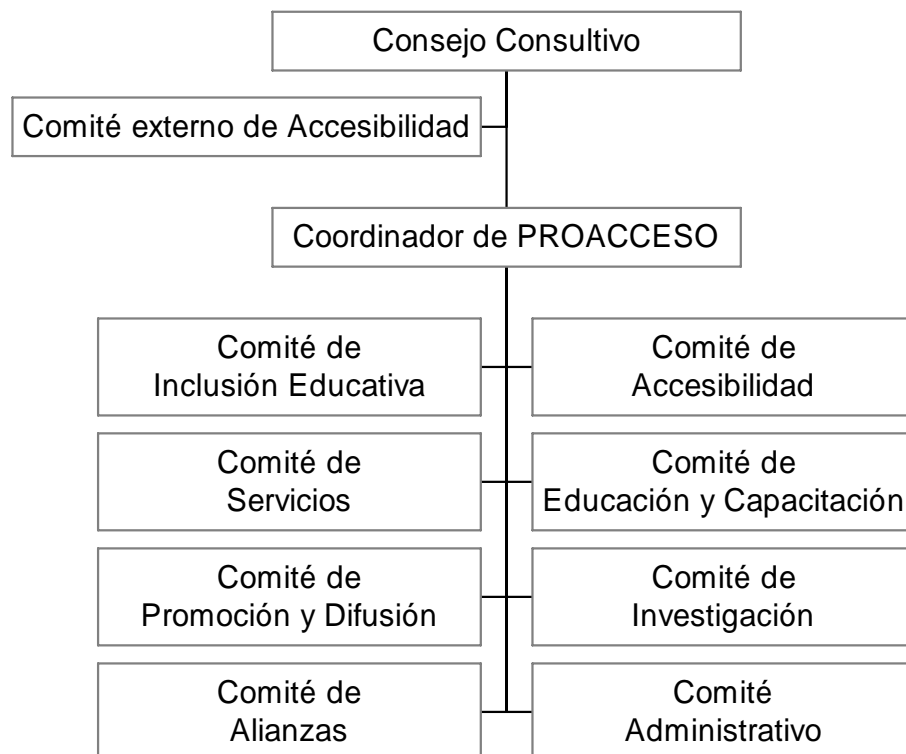 Consejo Consultivo
Comité externo de Accesibilidad
Coordinador de PROACCESO
Comité de
Inclusión Educativa
Comité de
Accesibilidad
Comité de
Servicios
Comité de
Educación y Capacitación
Comité de
Promoción y Difusión
Comité de
Investigación
Comité de
Alianzas
Comité
Administrativo